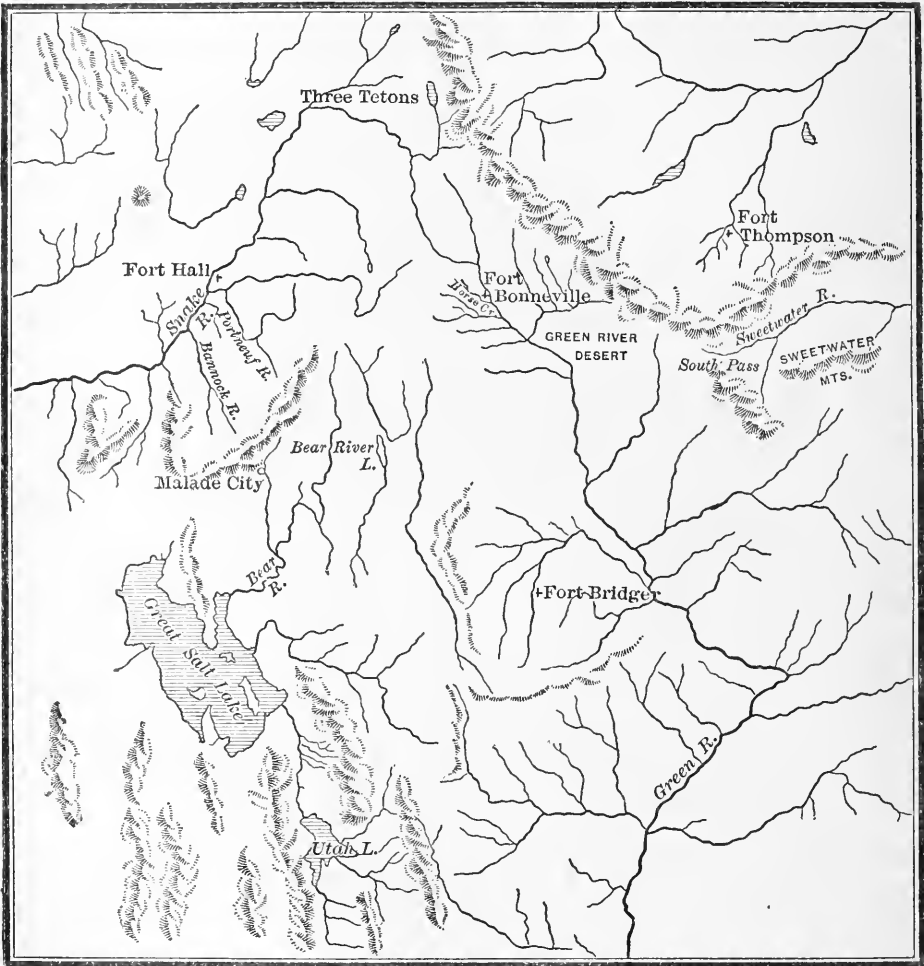 Three Tetons
Fort
Thompson
Fort Hall
Fort
Bonneville
Horse Cr.
Snake
R.
Portneuf R.
Bannock R.
Sweetwater R.
GREEN RIVER
DESERT
South Pass
SWEETWATER
MTS.
Bear River
L.
Malade City
Bear
R.
Fort Bridger
Great
Salt Lake
Green R.
Utah L.